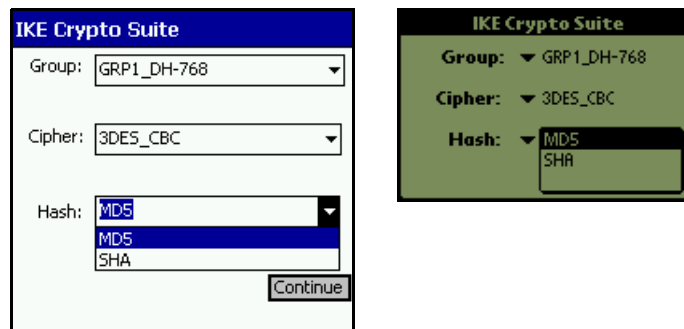 IKE Crypto Suite
Group: GRP1_DH-768
Cipher: 3DES_CBC
Hash: MD5
MD5
SHA
Continue
IKE Crypto Suite
Group: GRP1_DH-768
Cipher: 3DES_CBC
Hash: MD5
SHA